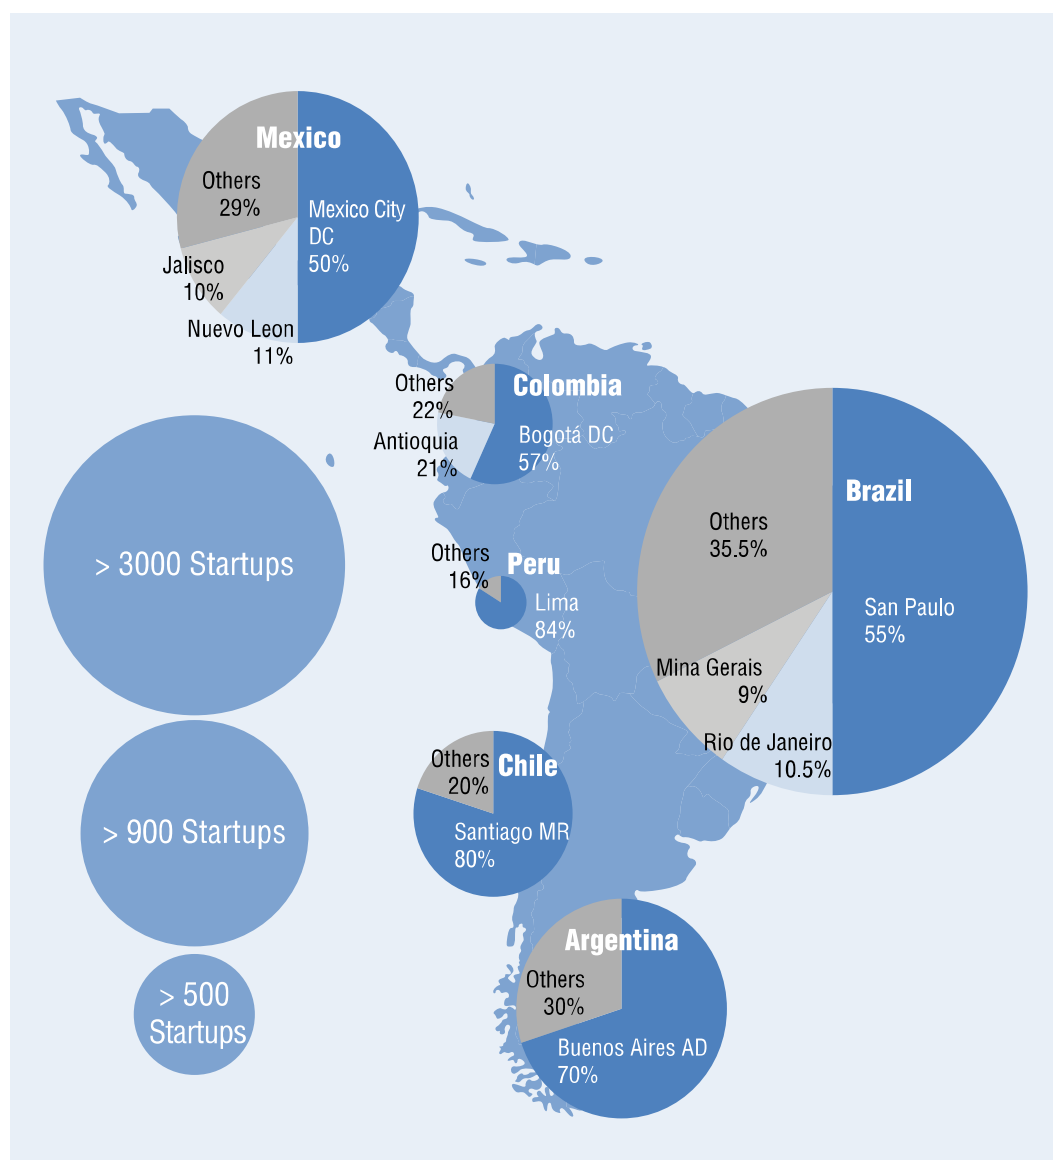 Mexico
Others
29%
Mexico City
DC
50%
Jalisco
10%
Nuevo Leon
11%
Others
22%
Colombia
Antioquia
21%
Bogotá DC
57%
Brazil
Others
35.5%
San Paulo
55%
Mina Gerais
9%
Rio de Janeiro
10.5%
Others
16%
Peru
Lima
84%
Others
20%
Chile
Santiago MR
80%
Argentina
Others
30%
Buenos Aires AD
70%
> 3000 Startups
> 900 Startups
> 500
Startups